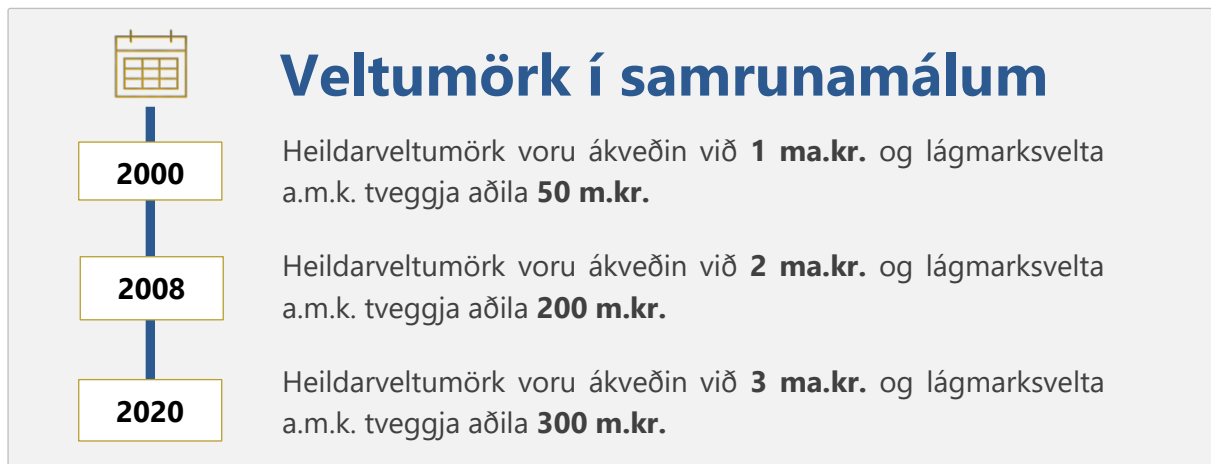 Veltumörk í samrunamálum
2000
Heildarveltumörk voru ákveðin við 1 ma.kr. og lágmarksvelta
a.m.k. tveggja aðila 50 m.kr.
2008
Heildarveltumörk voru ákveðin við 2 ma.kr. og lágmarksvelta
a.m.k. tveggja aðila 200 m.kr.
2020
Heildarveltumörk voru ákveðin við 3 ma.kr. og lágmarksvelta
a.m.k. tveggja aðila 300 m.kr.